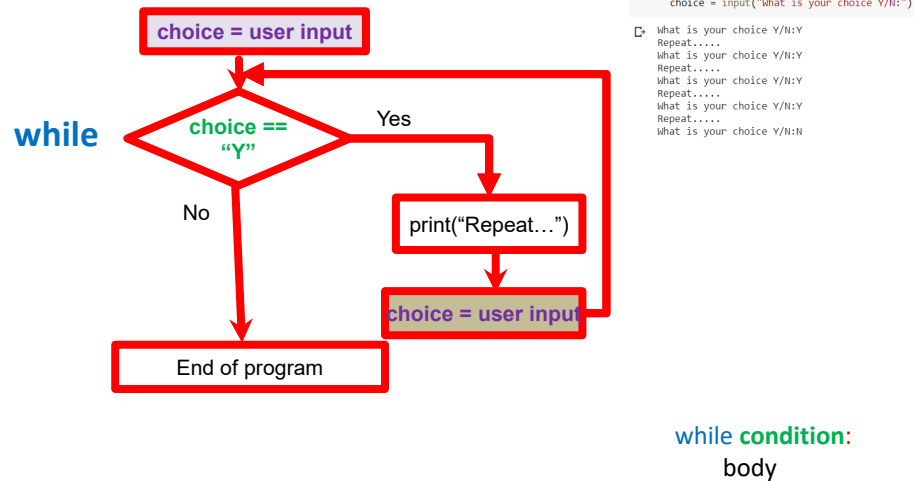 choice = user input
while
choice ==
“Y”
Yes
No
print(“Repeat…”)
choice = user input
End of program
choice = input("What is your choice Y/N:")
What is your choice Y/N:Y
Repeat.....
What is your choice Y/N:Y
Repeat.....
What is your choice Y/N:Y
Repeat.....
What is your choice Y/N:Y
Repeat.....
What is your choice Y/N:N
while condition:
body